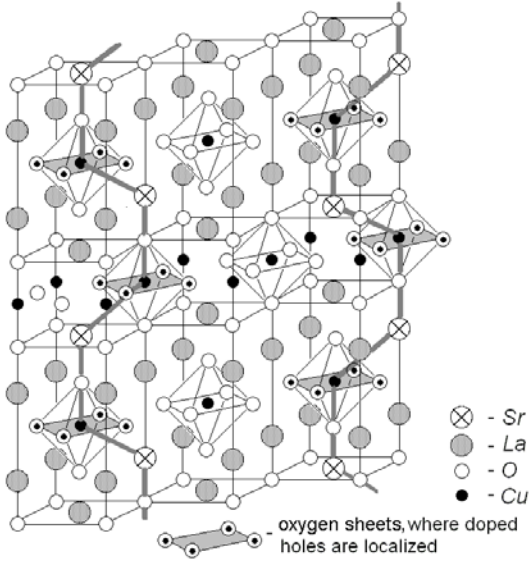 - Sr
- La
- O
- Cu
- oxygen sheets, where doped
holes are localized